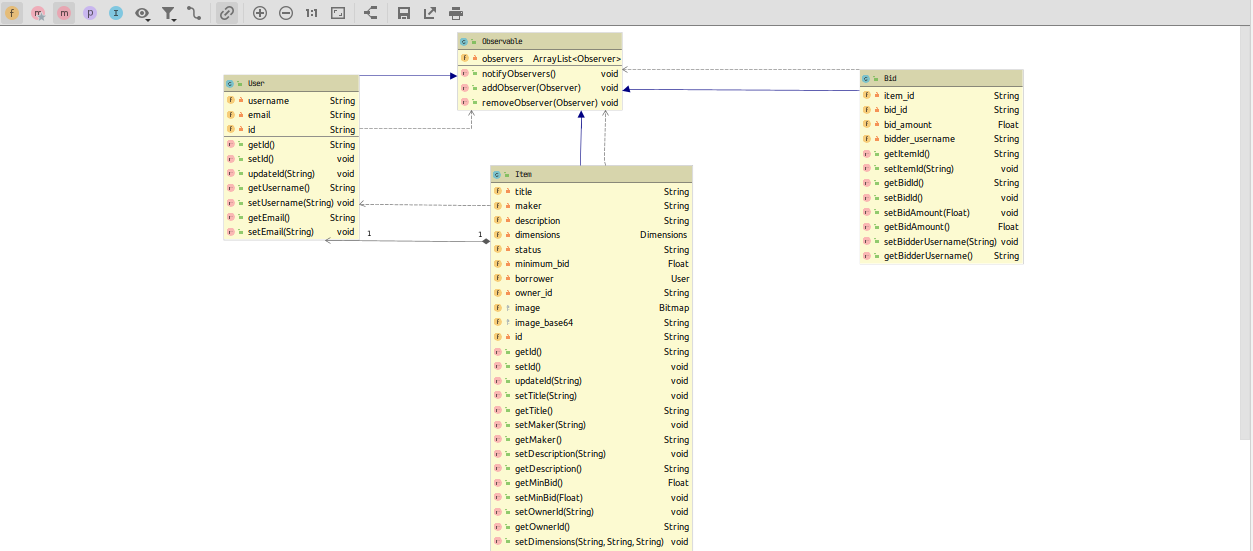 f m m p I 1:1
Observable
observers ArrayList<Observer>
notifyObservers() void
addObserver(Observer) void
removeObserver(Observer) void
User
username String
email String
id String
getId() String
setId() void
updateId(String) void
getUsername() String
setUsername(String) void
getEmail() String
setEmail(String) void
1 1
Bid
item_id String
bid_id String
bid_amount Float
bidder_username String
getItemId() String
setItemId(String) void
getBidId() String
setBidId() void
setBidAmount(Float) void
getBidAmount() Float
setBidderUsername(String) void
getBidderUsername() String
Item
title String
maker String
description String
dimensions Dimensions
status String
minimum_bid Float
borrower User
owner_id String
image Bitmap
image_base64 String
id String
getId() String
setId() void
updateId(String) void
setTitle(String) void
getTitle() String
setMaker(String) void
getMaker() String
setDescription(String) void
getDescription() String
getMinBid() Float
setMinBid(Float) void
setOwnerId(String) void
getOwnerId() String
setDimensions(String, String, String) void